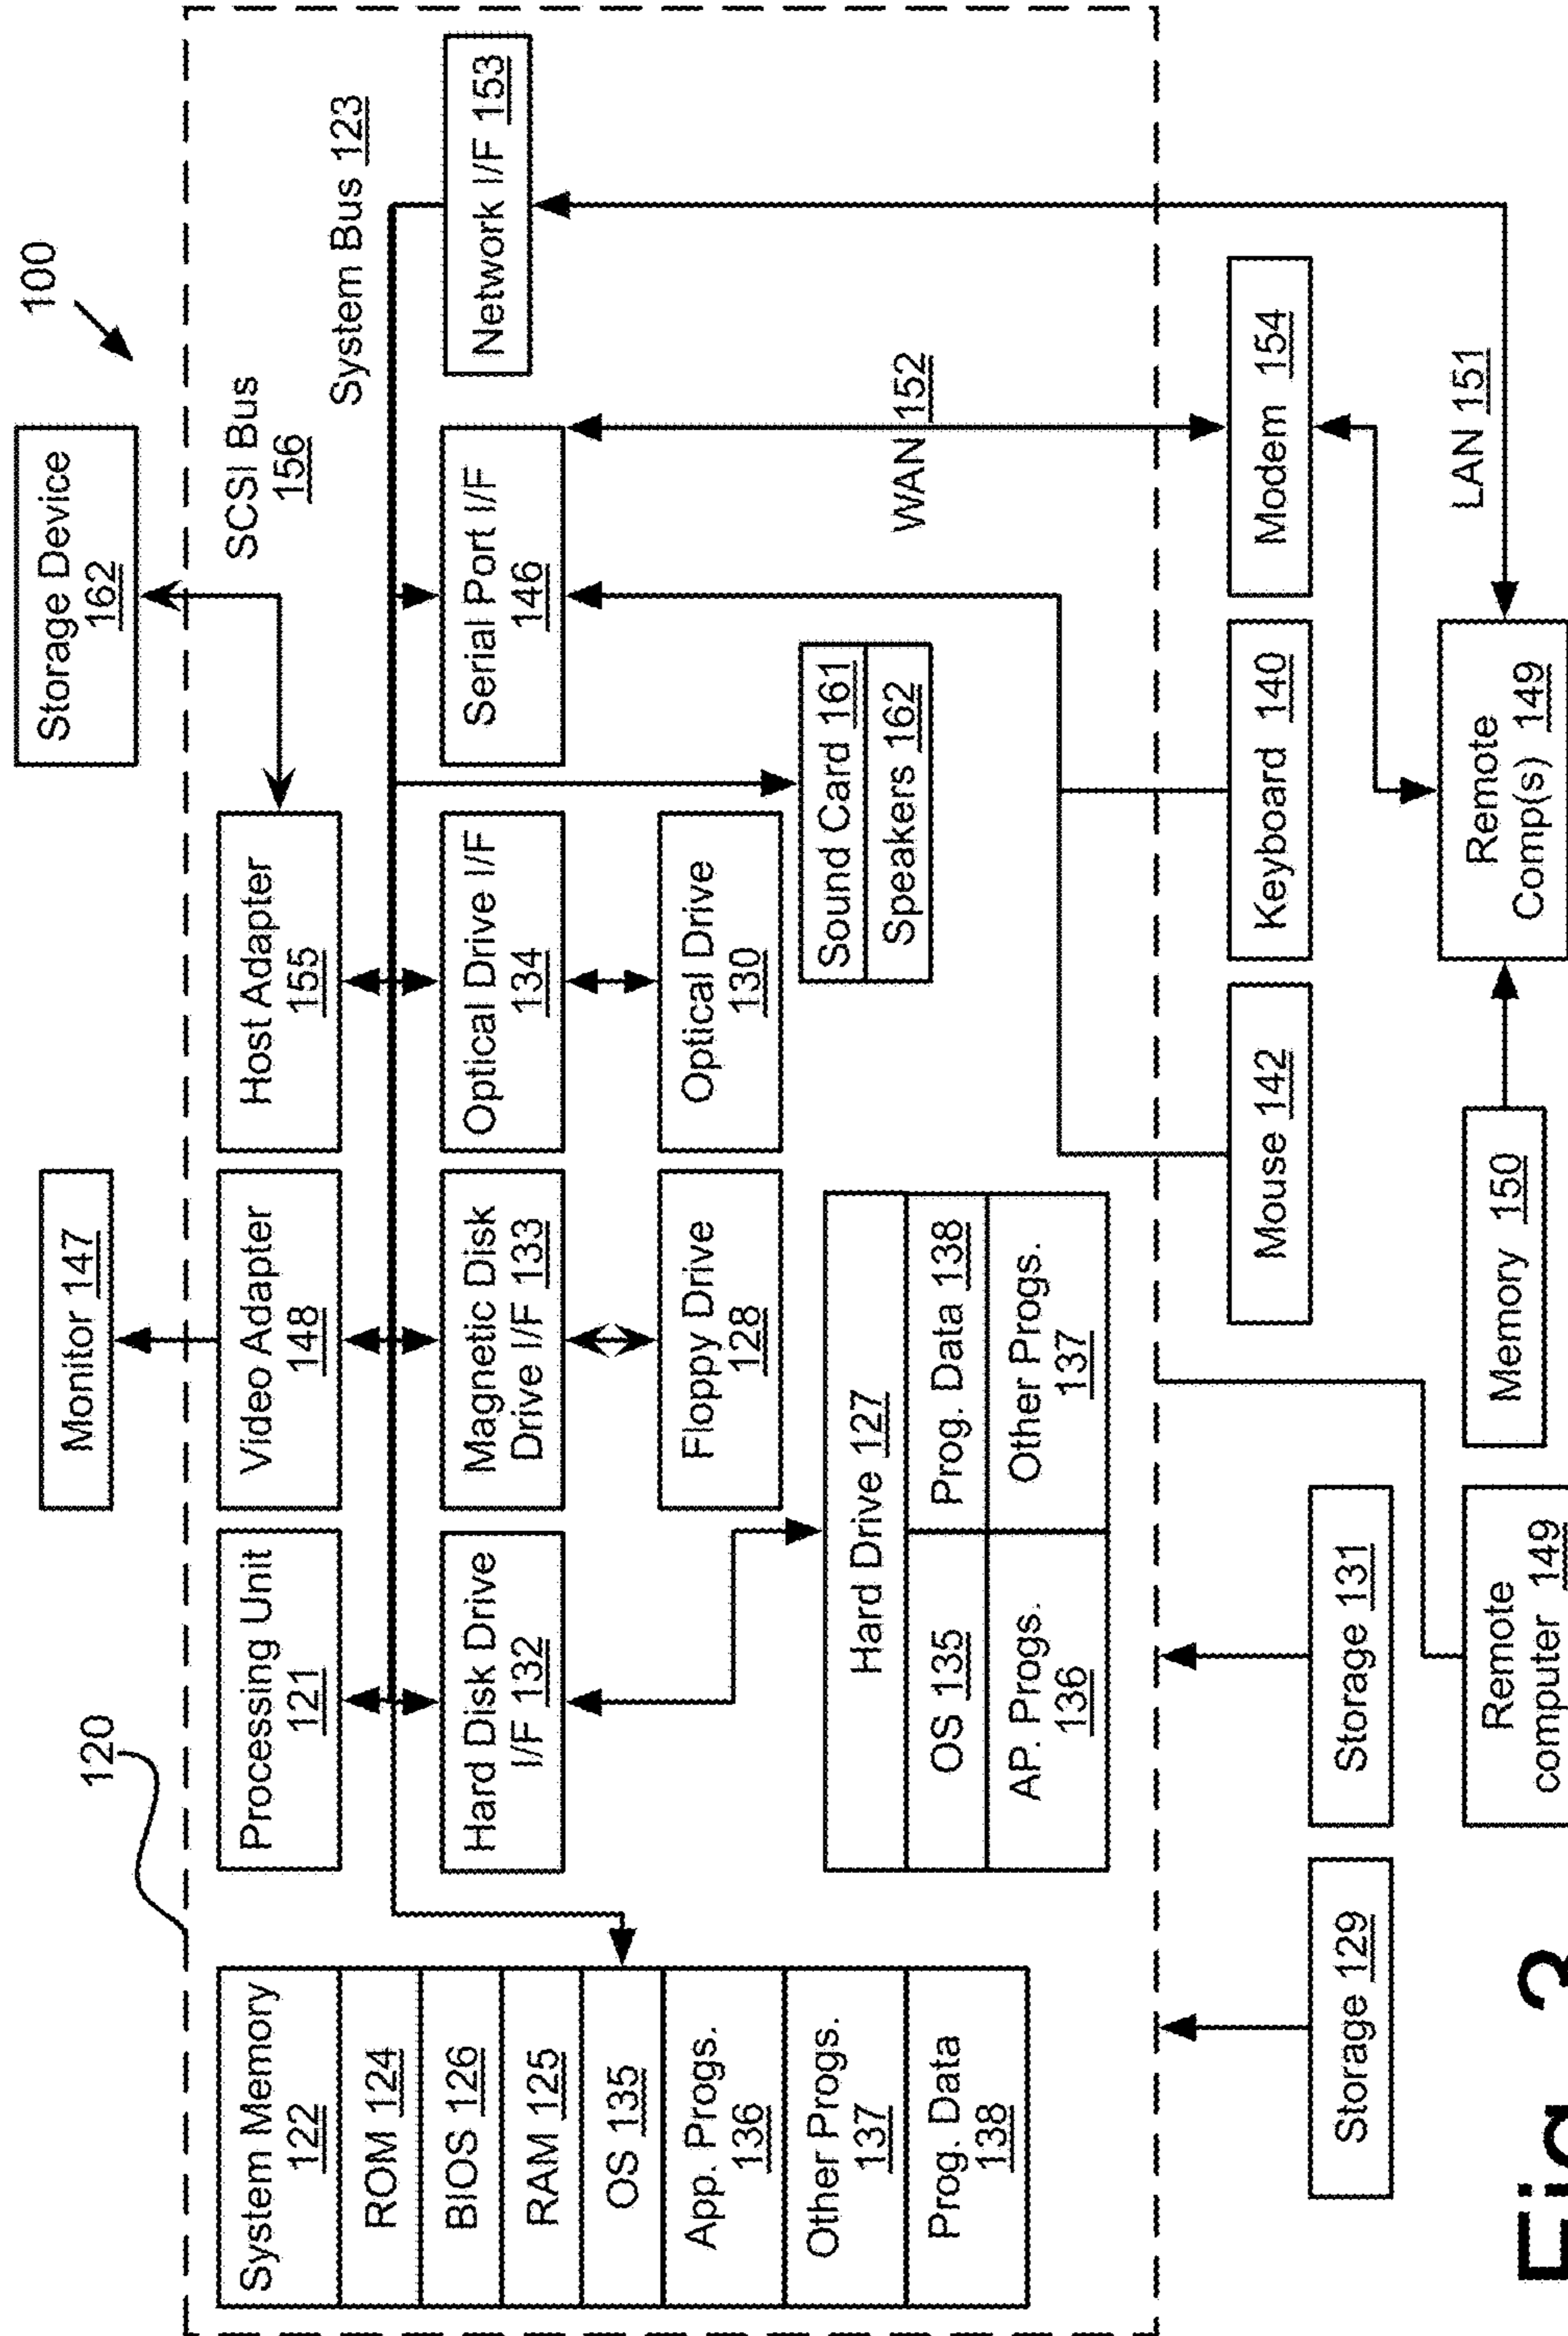 100
120
Monitor 147
Storage Device
162
SCSI Bus
156
System Bus 123
System Memory
122
ROM 124
BIOS 126
RAM 125
OS 135
App. Progs.
136
Other Progs.
137
Prog. Data
138
Processing Unit
121
Video Adapter
148
Host Adapter
155
Hard Disk Drive
I/F 132
Magnetic Disk
Drive I/F 133
Optical Drive I/F
134
Serial Port I/F
146
Network I/F 153
Floppy Drive
128
Optical Drive
130
Sound Card 161
Speakers 162
Hard Drive 127
OS 135
Prog. Data 138
AP. Progs.
136
Other Progs.
137
WAN 152
Storage 129
Storage 131
Mouse 142
Keyboard 140
Modem 154
LAN 151
Remote
computer 149
Memory 150
Remote
Comp(s) 149
Fig. 3